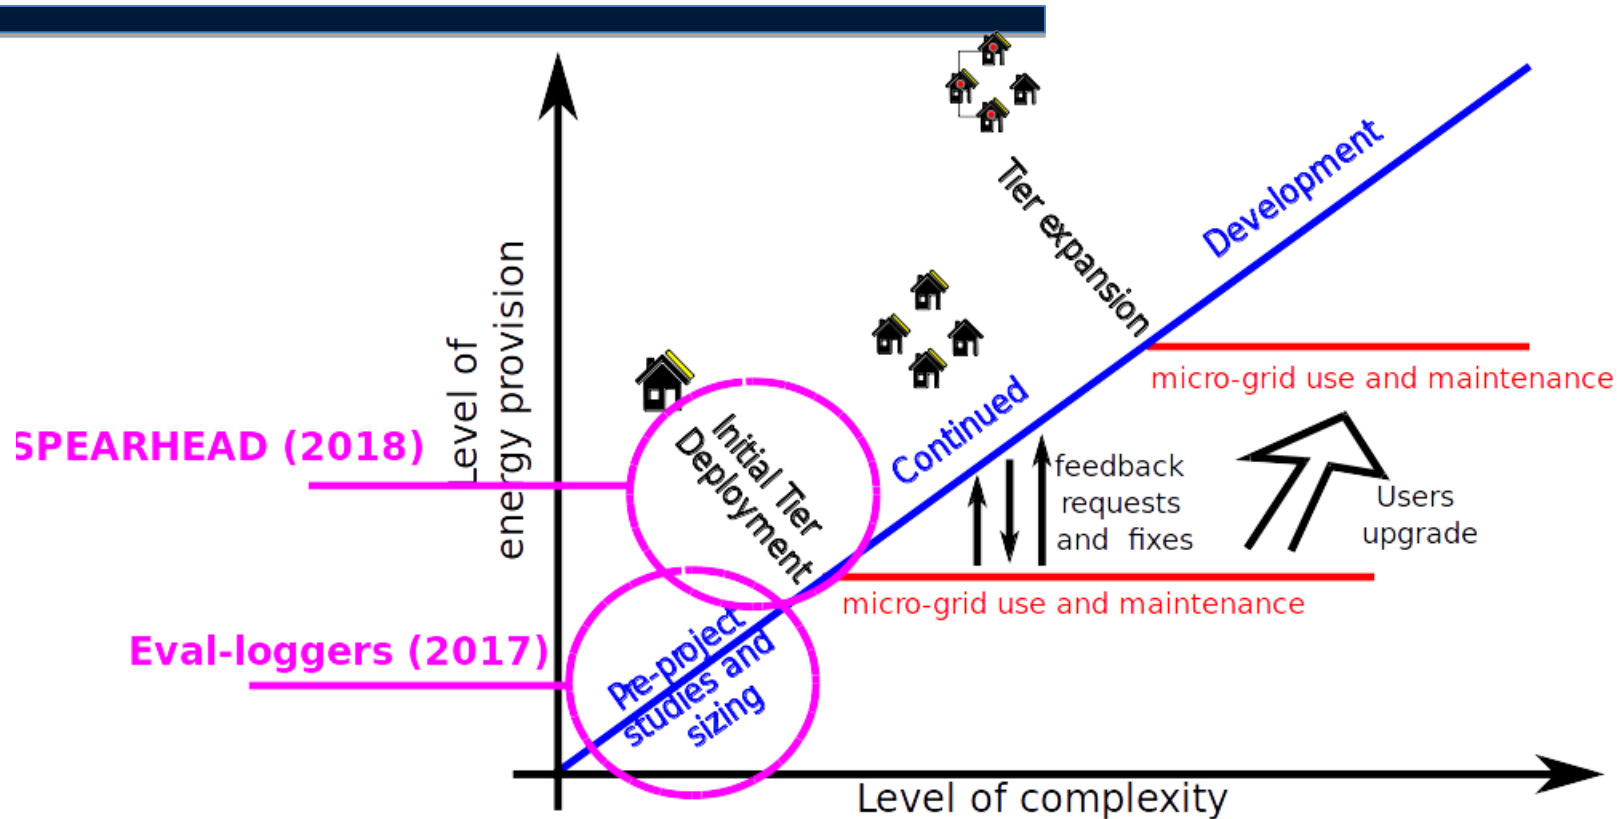 Tier expansion
Development
Level of
energy provision
micro-grid use and maintenance
SPEARHEAD (2018)
Initial Tier
Deployment
Continued
feedback
requests
and fixes
Users
upgrade
micro-grid use and maintenance
Eval-loggers (2017)
Pre-project
studies and
sizing
Level of complexity